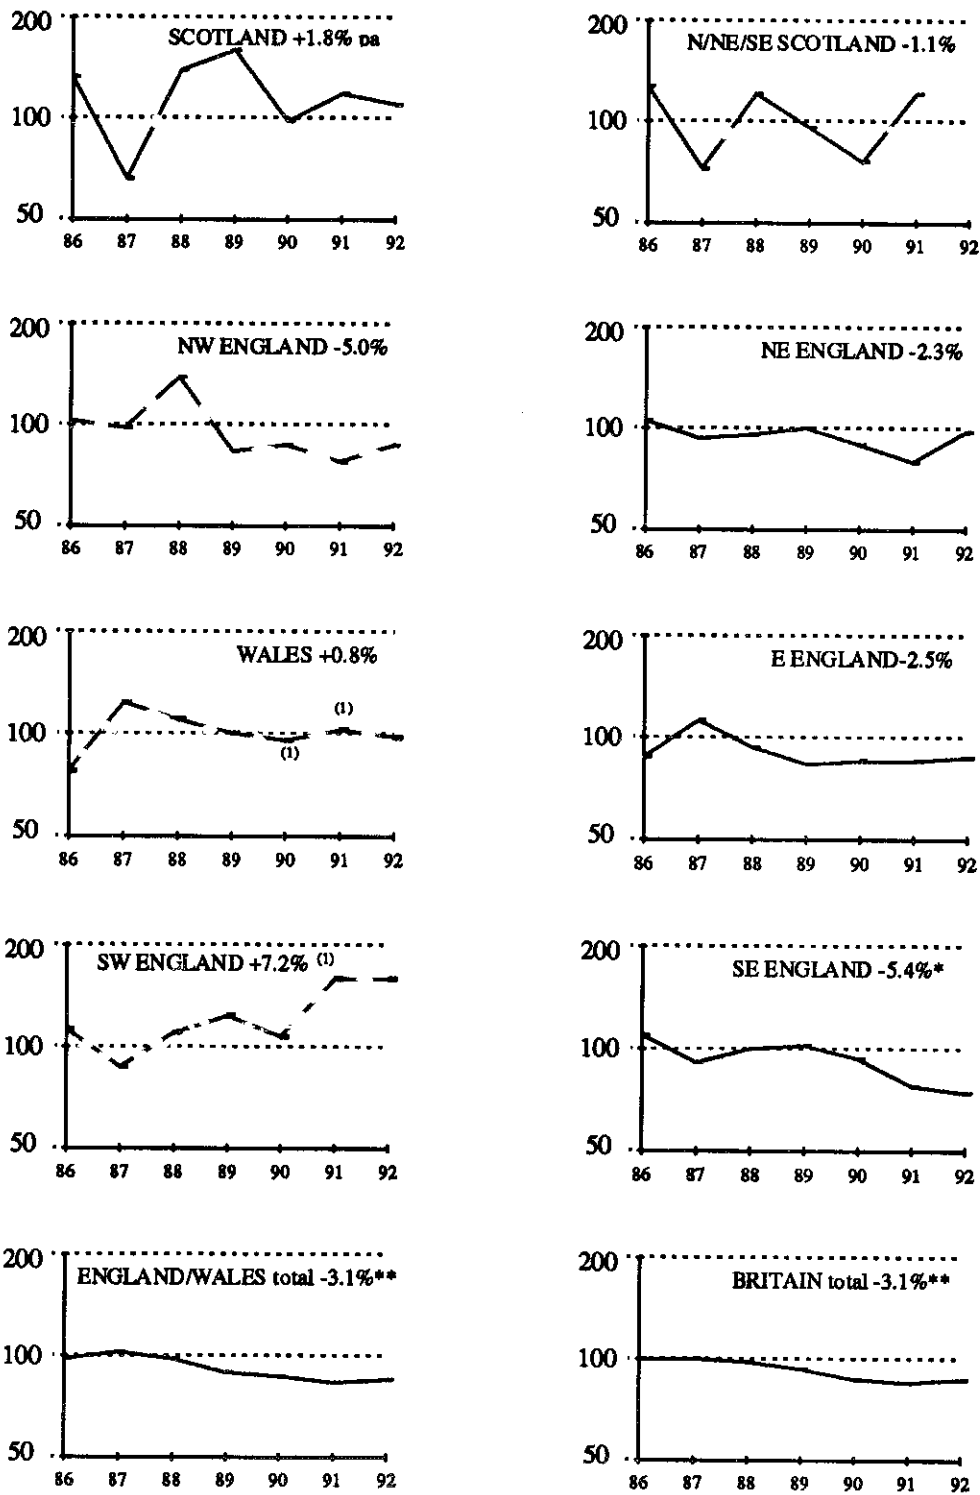 200
SCOTLAND +1.8% pa
100
50
86 87 88 89 90 91 92
200
N/NE/SE SCOTLAND -1.1%
100
50
86 87 88 89 90 91 92
200
NW ENGLAND -5.0%
100
50
86 87 88 89 90 91 92
200
NE ENGLAND -2.3%
100
50
86 87 88 89 90 91 92
200
WALES +0.8%
(1)
100
(1)
50
86 87 88 89 90 91 92
200
E ENGLAND-2.5%
100
50
86 87 88 89 90 91 92
200
SW ENGLAND +7.2% (1)
100
50
86 87 88 89 90 91 92
200
SE ENGLAND -5.4%*
100
50
86 87 88 89 90 91 92
200
ENGLAND/WALES total -3.1%**
100
50
86 87 88 89 90 91 92
200
BRITAIN total -3.1%**
100
50
86 87 88 89 90 91 92